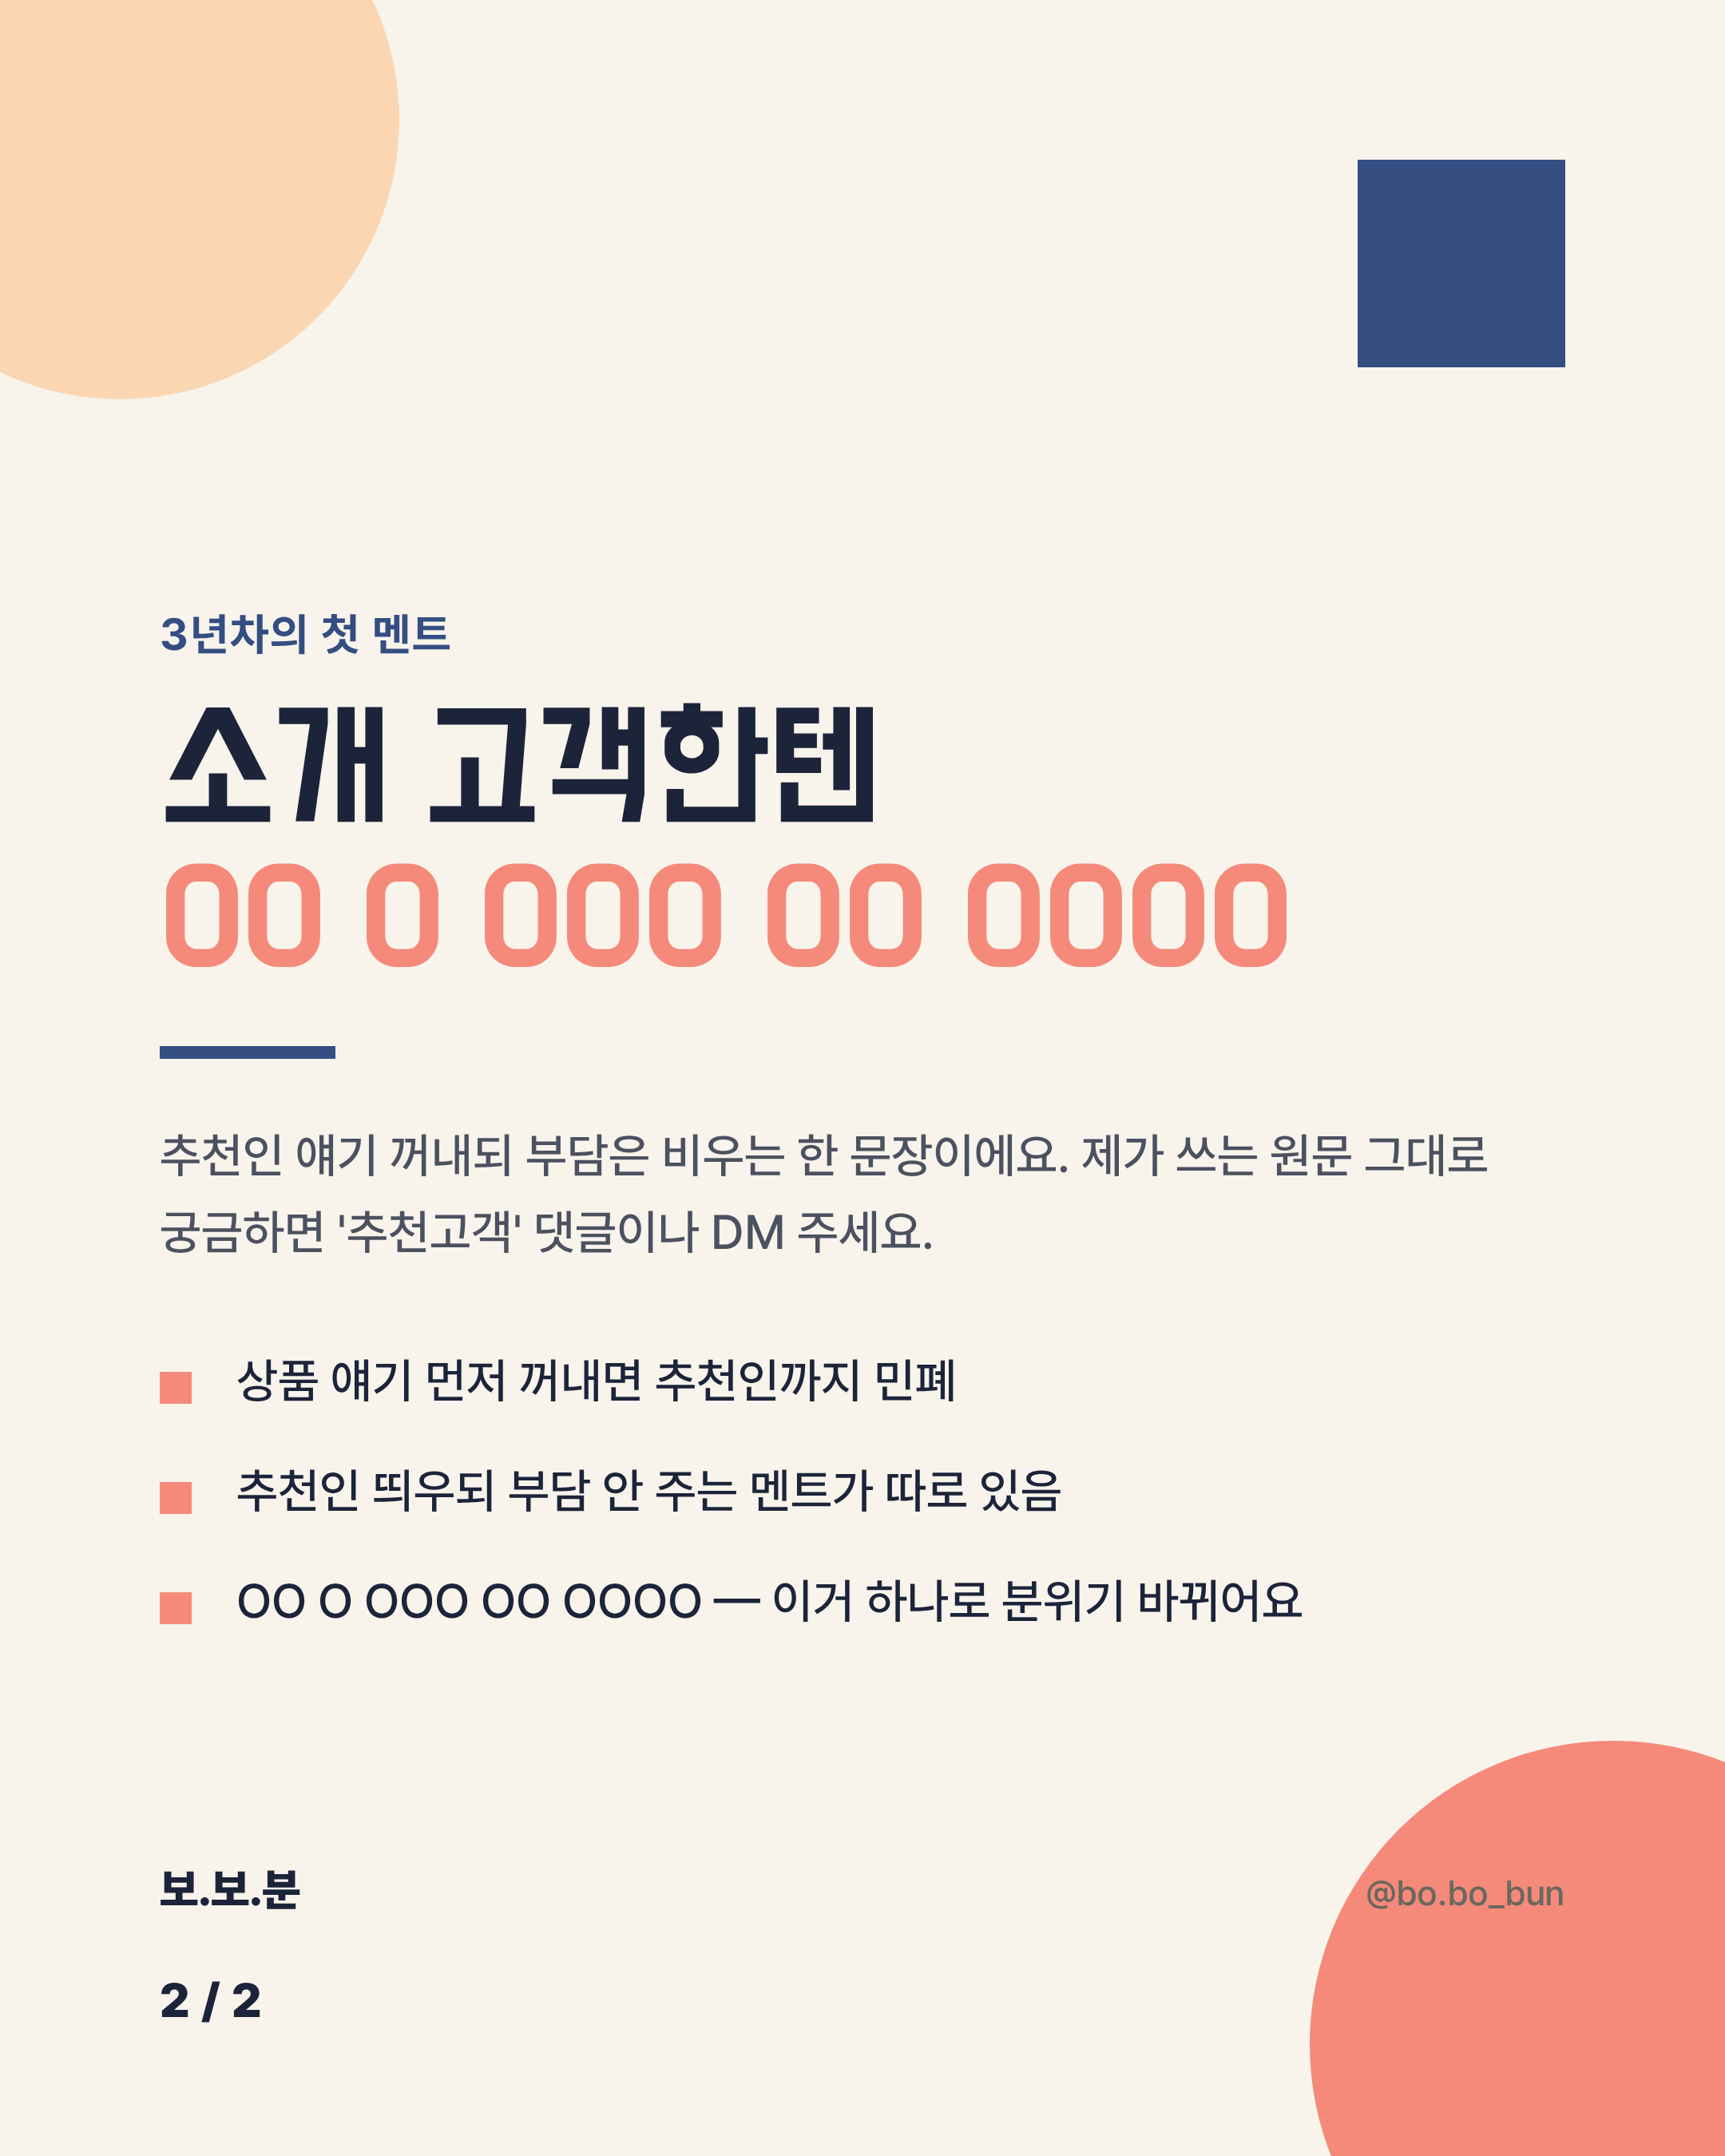 3년차의 첫 멘트
소개 고객한텐
OO O OOO OO OOOO
추천인 얘기 꺼내되 부담은 비우는 한 문장이에요. 제가 쓰는 원문 그대로
궁금하면 '추천고객' 댓글이나 DM 주세요.
상품 얘기 먼저 꺼내면 추천인까지 민폐
추천인 띄우되 부담 안 주는 멘트가 따로 있음
OO O OOO OO OOOO — 이거 하나로 분위기 바뀌어요
보.보.분
@bo.bo_bun
2 / 2